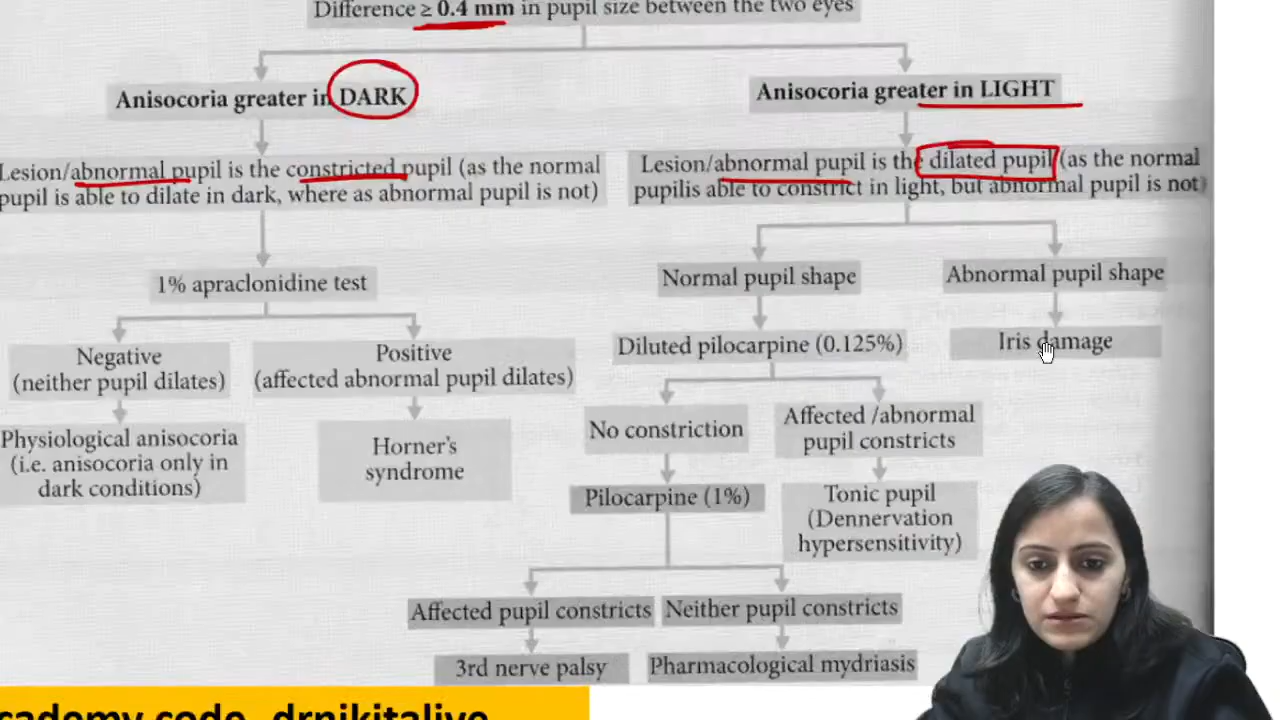 Difference ≥ 0.4 mm in pupil size between the two eyes
Anisocoria greater in DARK
Lesion/abnormal pupil is the constricted pupil (as the normal
pupil is able to dilate in dark, where as abnormal pupil is not)
1% apraclonidine test
Negative
(neither pupil dilates)
Physiological anisocoria
(i.e. anisocoria only in
dark conditions)
Positive
(affected abnormal pupil dilates)
Horner's
syndrome
Anisocoria greater in LIGHT
Lesion/abnormal pupil is the dilated pupil (as the normal
pupilis able to constrict in light, but abnormal pupil is not)
Normal pupil shape
Diluted pilocarpine (0.125%)
No constriction
Pilocarpine (1%)
Affected pupil constricts
3rd nerve palsy
Neither pupil constricts
Pharmacological mydriasis
Affected /abnormal
pupil constricts
Tonic pupil
(Dennervation
hypersensitivity)
Abnormal pupil shape
Iris damage
cademy code drnikitalive